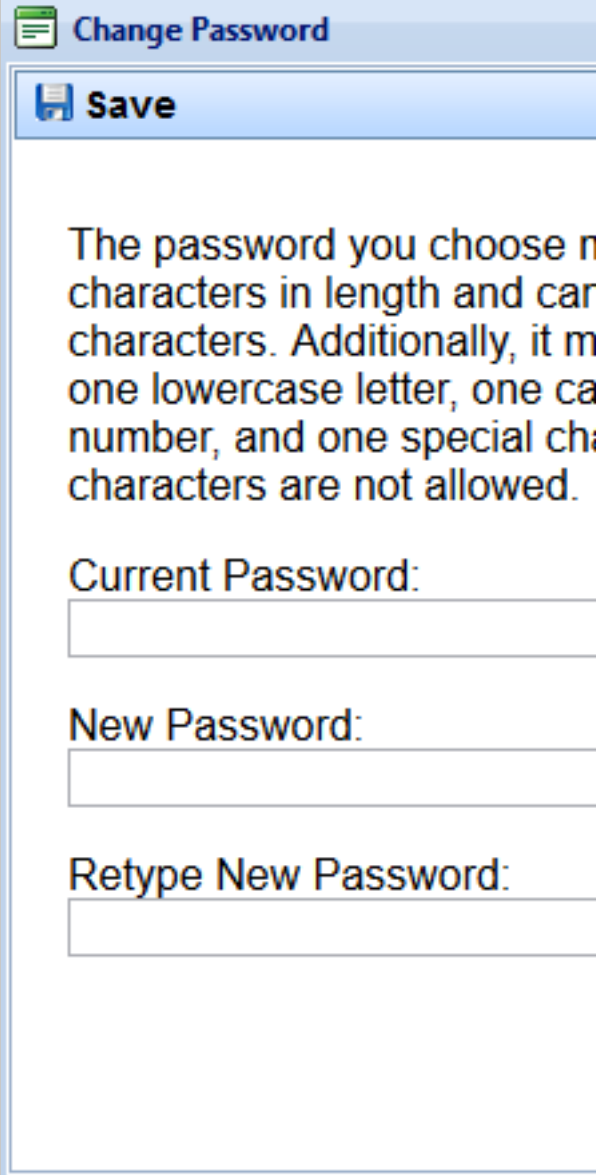 Change Password
Save
The password you choose
characters in length and
characters. Additionally, it
one lowercase letter, one
number, and one special
characters are not allowed.
Current Password:
New Password:
Retype New Password: